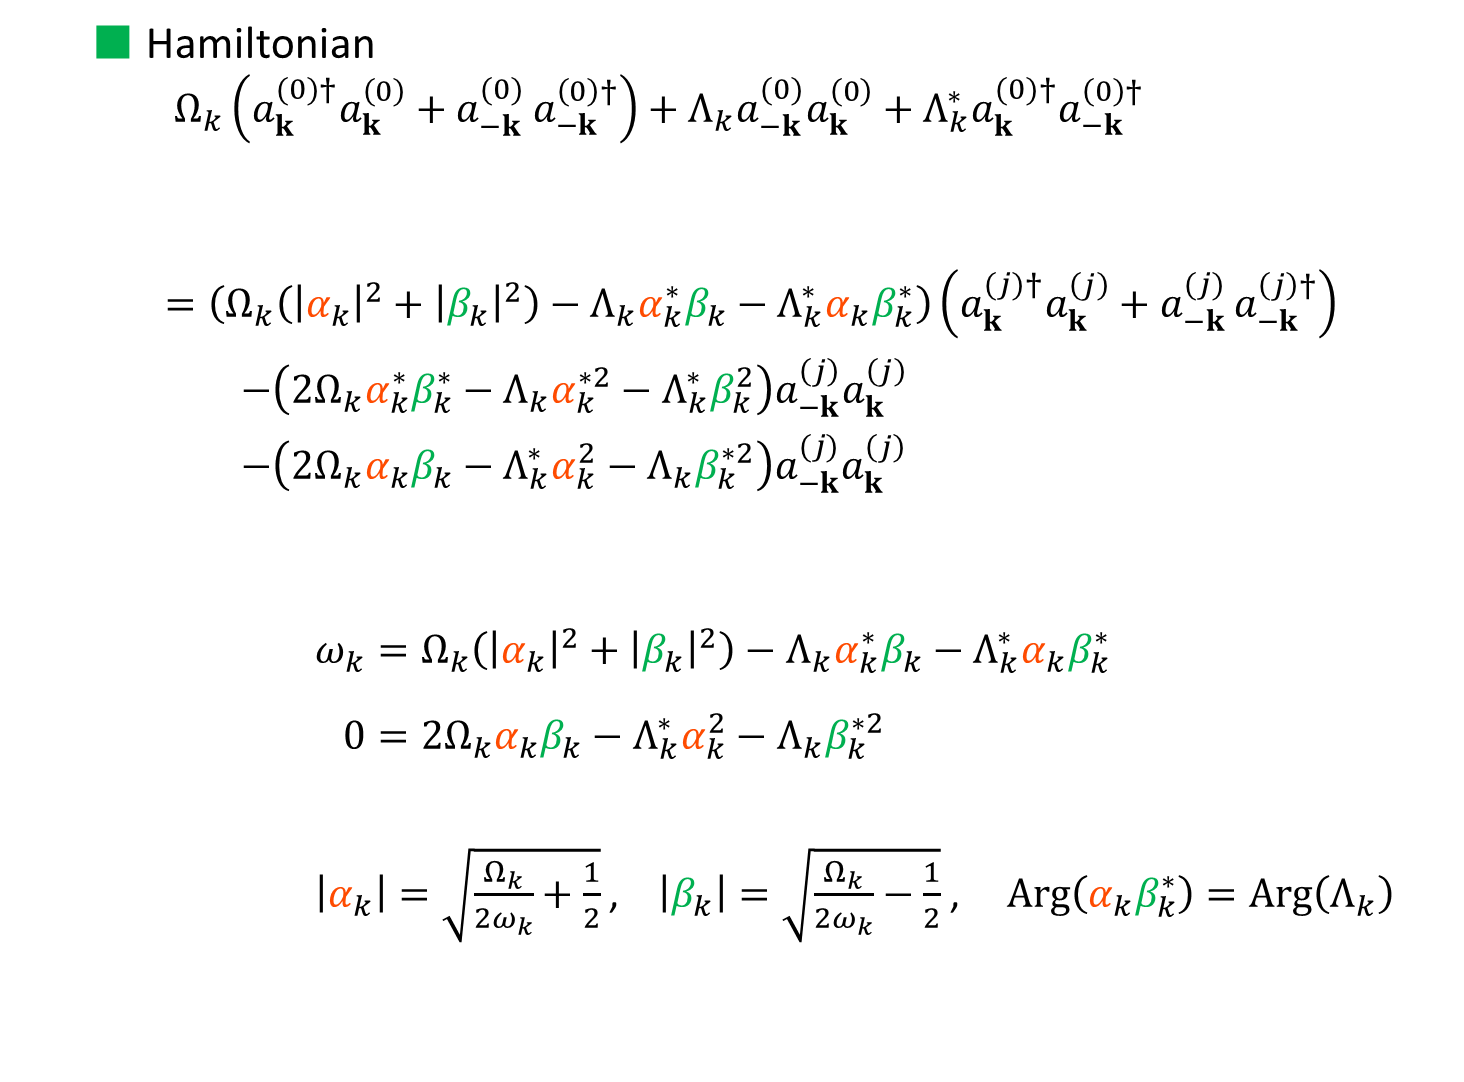 Hamiltonian
Ω_k (a_𝐤^{(0)†} a_𝐤^{(0)} + a_{−𝐤}^{(0)} a_{−𝐤}^{(0)†}) + Λ_k a_{−𝐤}^{(0)} a_𝐤^{(0)} + Λ_k^* a_𝐤^{(0)†} a_{−𝐤}^{(0)†}
= (Ω_k(|α_k|^2 + |β_k|^2) − Λ_k α_k^* β_k − Λ_k^* α_k β_k^*) (a_𝐤^{(j)†} a_𝐤^{(j)} + a_{−𝐤}^{(j)} a_{−𝐤}^{(j)†})
−(2Ω_k α_k^* β_k^* − Λ_k α_k^{*2} − Λ_k^* β_k^2) a_{−𝐤}^{(j)} a_𝐤^{(j)}
−(2Ω_k α_k β_k − Λ_k^* α_k^2 − Λ_k β_k^{*2}) a_{−𝐤}^{(j)} a_𝐤^{(j)}
ω_k = Ω_k(|α_k|^2 + |β_k|^2) − Λ_k α_k^* β_k − Λ_k^* α_k β_k^*
0 = 2Ω_k α_k β_k − Λ_k^* α_k^2 − Λ_k β_k^{*2}
|α_k| = √(Ω_k/2ω_k + 1/2), |β_k| = √(Ω_k/2ω_k − 1/2), Arg(α_k β_k^*) = Arg(Λ_k)